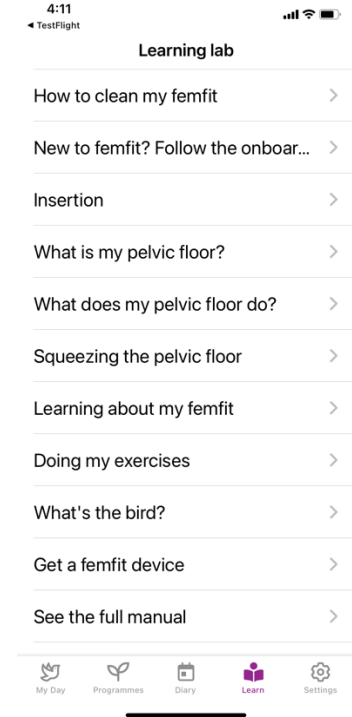 4:11
◀ TestFlight
Learning lab
How to clean my femfit
New to femfit? Follow the onboar...
Insertion
What is my pelvic floor?
What does my pelvic floor do?
Squeezing the pelvic floor
Learning about my femfit
Doing my exercises
What's the bird?
Get a femfit device
See the full manual
My Day Programmes Diary Learn Settings